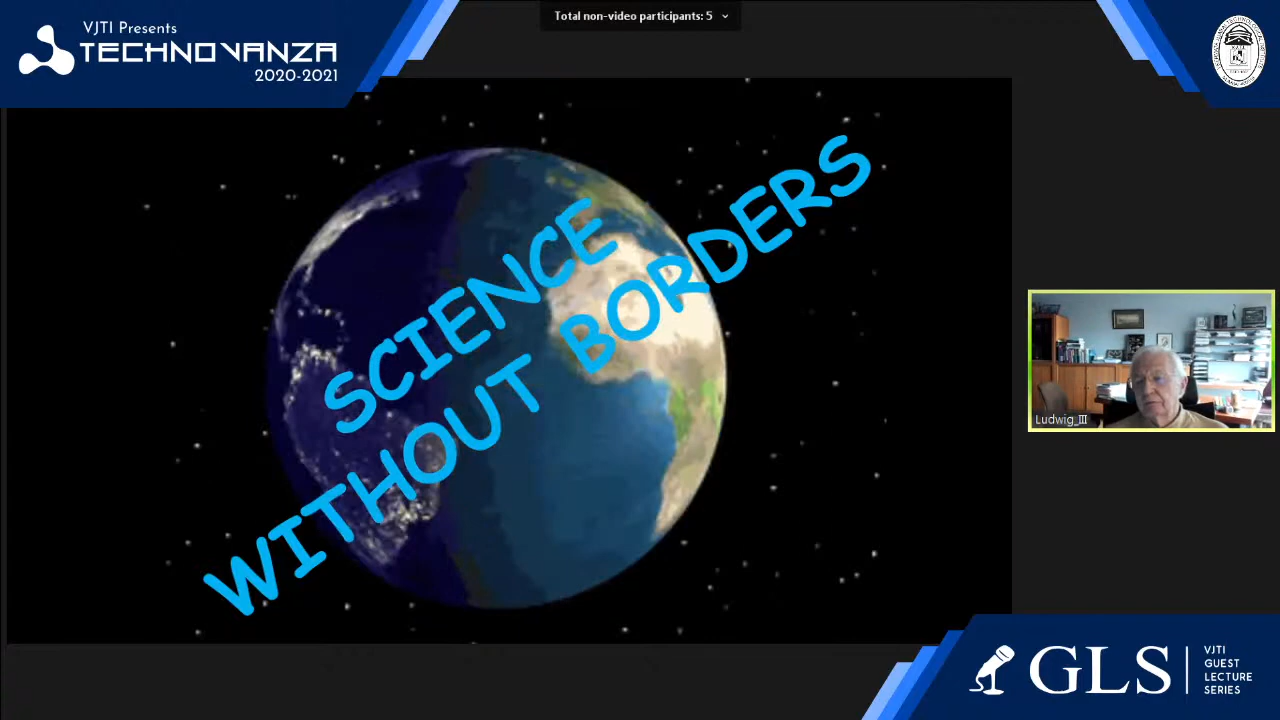 VJTI Presents
TECHNOVANZA
2020-2021
Total non-video participants: 5
SCIENCE
WITHOUT BORDERS
Ludwig_III
GLS
VJTI
GUEST
LECTURE
SERIES